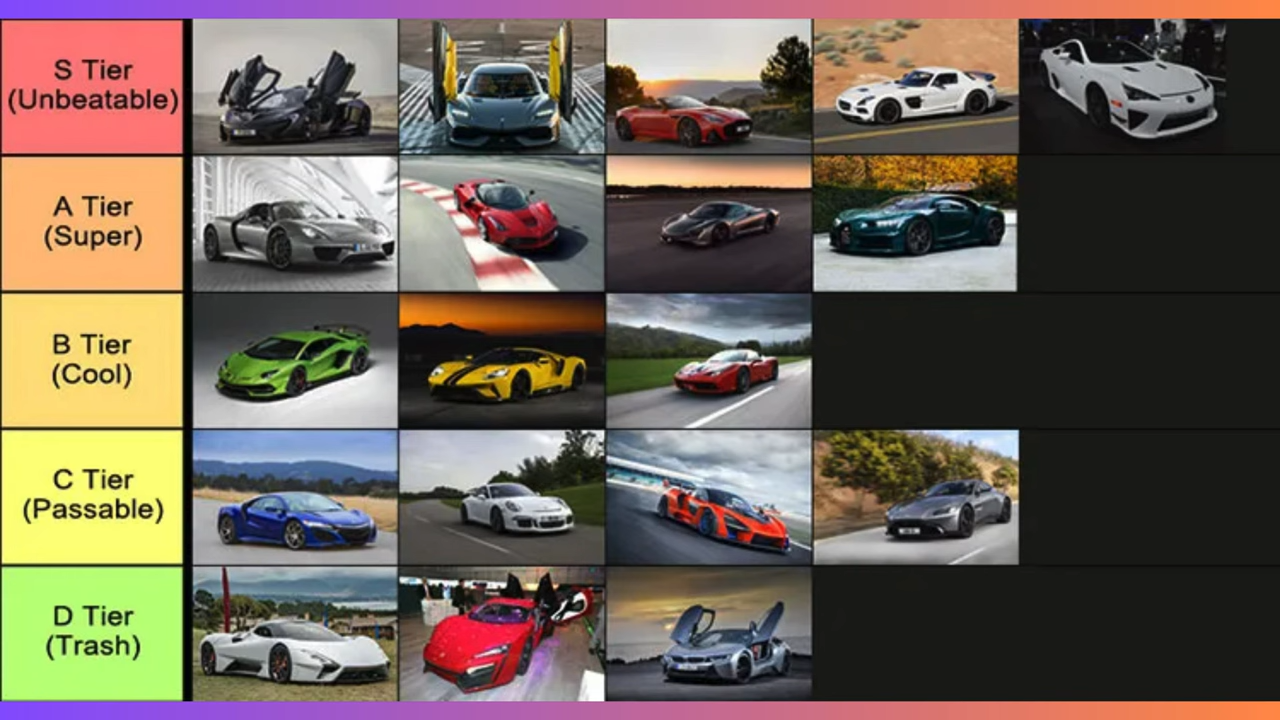 S Tier
(Unbeatable)
A Tier
(Super)
B Tier
(Cool)
C Tier
(Passable)
D Tier
(Trash)